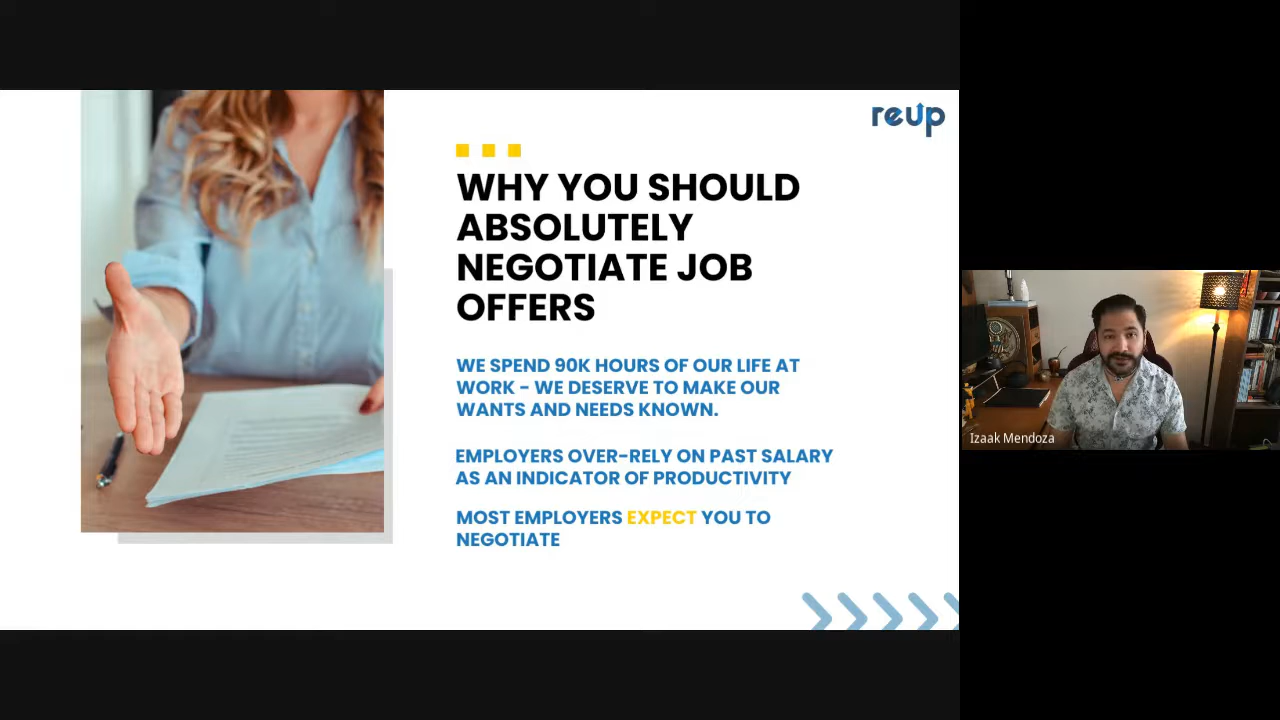 reup
WHY YOU SHOULD
ABSOLUTELY
NEGOTIATE JOB
OFFERS
WE SPEND 90K HOURS OF OUR LIFE AT
WORK - WE DESERVE TO MAKE OUR
WANTS AND NEEDS KNOWN.
EMPLOYERS OVER-RELY ON PAST SALARY
AS AN INDICATOR OF PRODUCTIVITY
MOST EMPLOYERS EXPECT YOU TO
NEGOTIATE
Izaak Mendoza